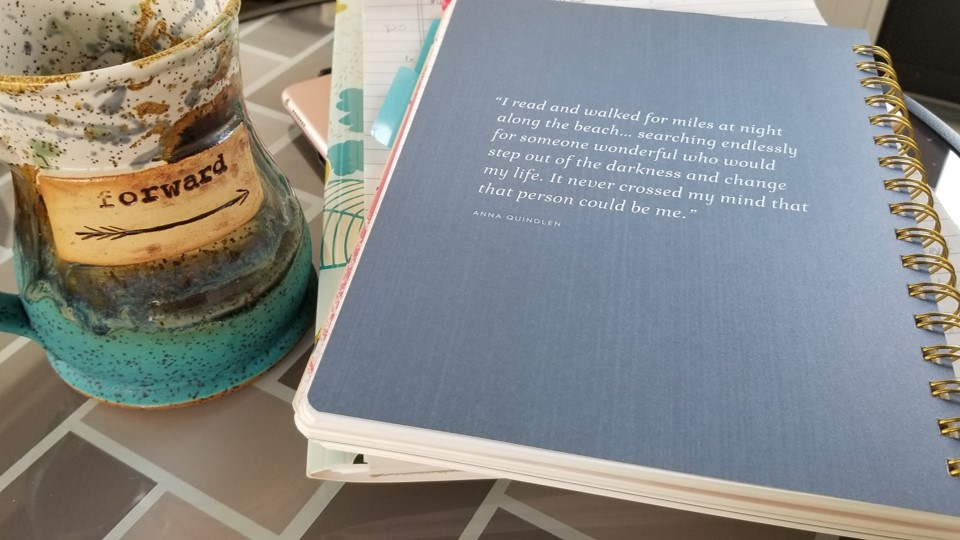 forward
“I read and walked for miles at night
along the beach... searching endlessly
for someone wonderful who would
step out of the darkness and change
my life. It never crossed my mind that
that person could be me.”
ANNA QUINDLEN